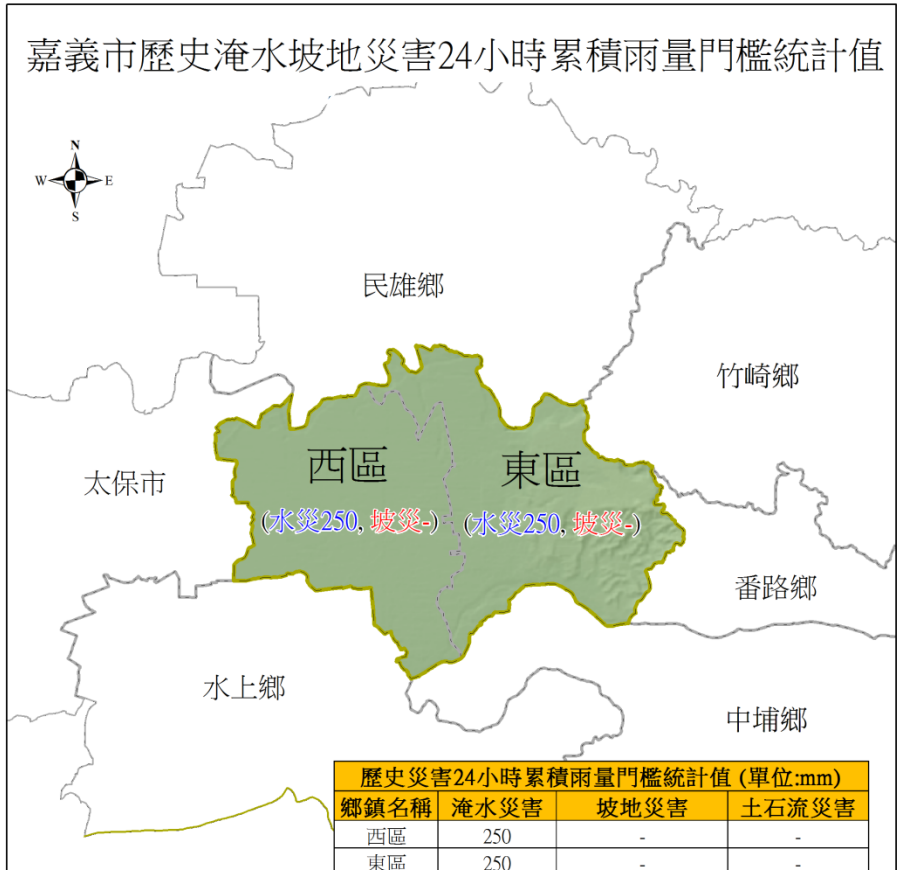 嘉義市歷史淹水坡地災害24小時累積雨量門檻統計值
N
W E
S
民雄鄉
竹崎鄉
太保市
西區
東區
(水災250, 坡災-)
(水災250, 坡災-)
番路鄉
水上鄉
中埔鄉
歷史災害24小時累積雨量門檻統計值 (單位:mm)
鄉鎮名稱 淹水災害 坡地災害 土石流災害
西區 250 - -
東區 250 - -